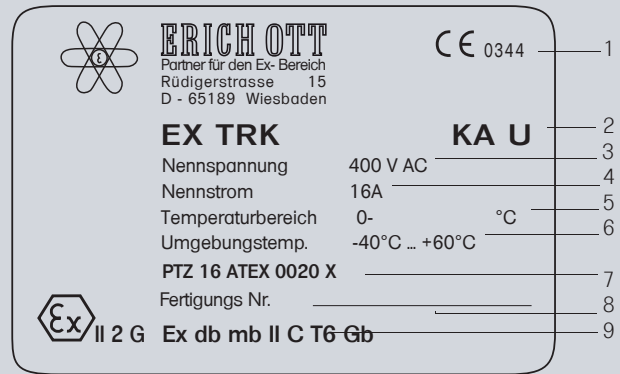 ε
ERICH OTT
Partner für den Ex- Bereich
Rüdigerstrasse 15
D - 65189 Wiesbaden
CE 0344
1
EX TRK KA U
2
Nennspannung 400 V AC
3
Nennstrom 16A
4
Temperaturbereich 0- °C
5
Umgebungstemp. -40°C ... +60°C
6
PTZ 16 ATEX 0020 X
7
Fertigungs Nr.
8
εx II 2 G Ex db mb II C T6 Gb
9